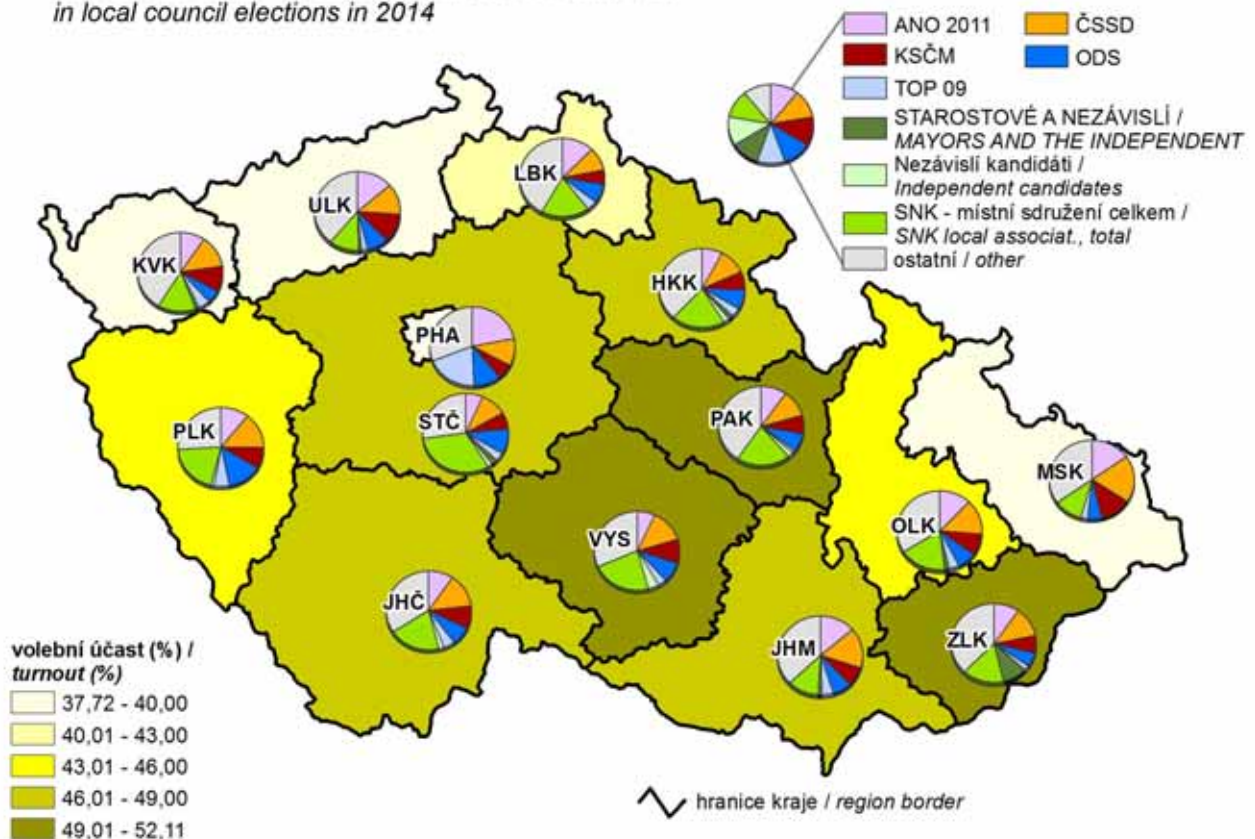 in local council elections in 2014
ANO 2011
ČSSD
KSČM
ODS
TOP 09
STAROSTOVÉ A NEZÁVISLÍ /
MAYORS AND THE INDEPENDENT
Nezávislí kandidáti /
Independent candidates
SNK - místní sdružení celkem /
SNK local associat., total
ostatní / other
LBK
ULK
KVK
HKK
PHA
STČ
PAK
PLK
MSK
OLK
VYS
JHČ
JHM
ZLK
volební účast (%) /
turnout (%)
37,72 - 40,00
40,01 - 43,00
43,01 - 46,00
46,01 - 49,00
49,01 - 52,11
hranice kraje / region border